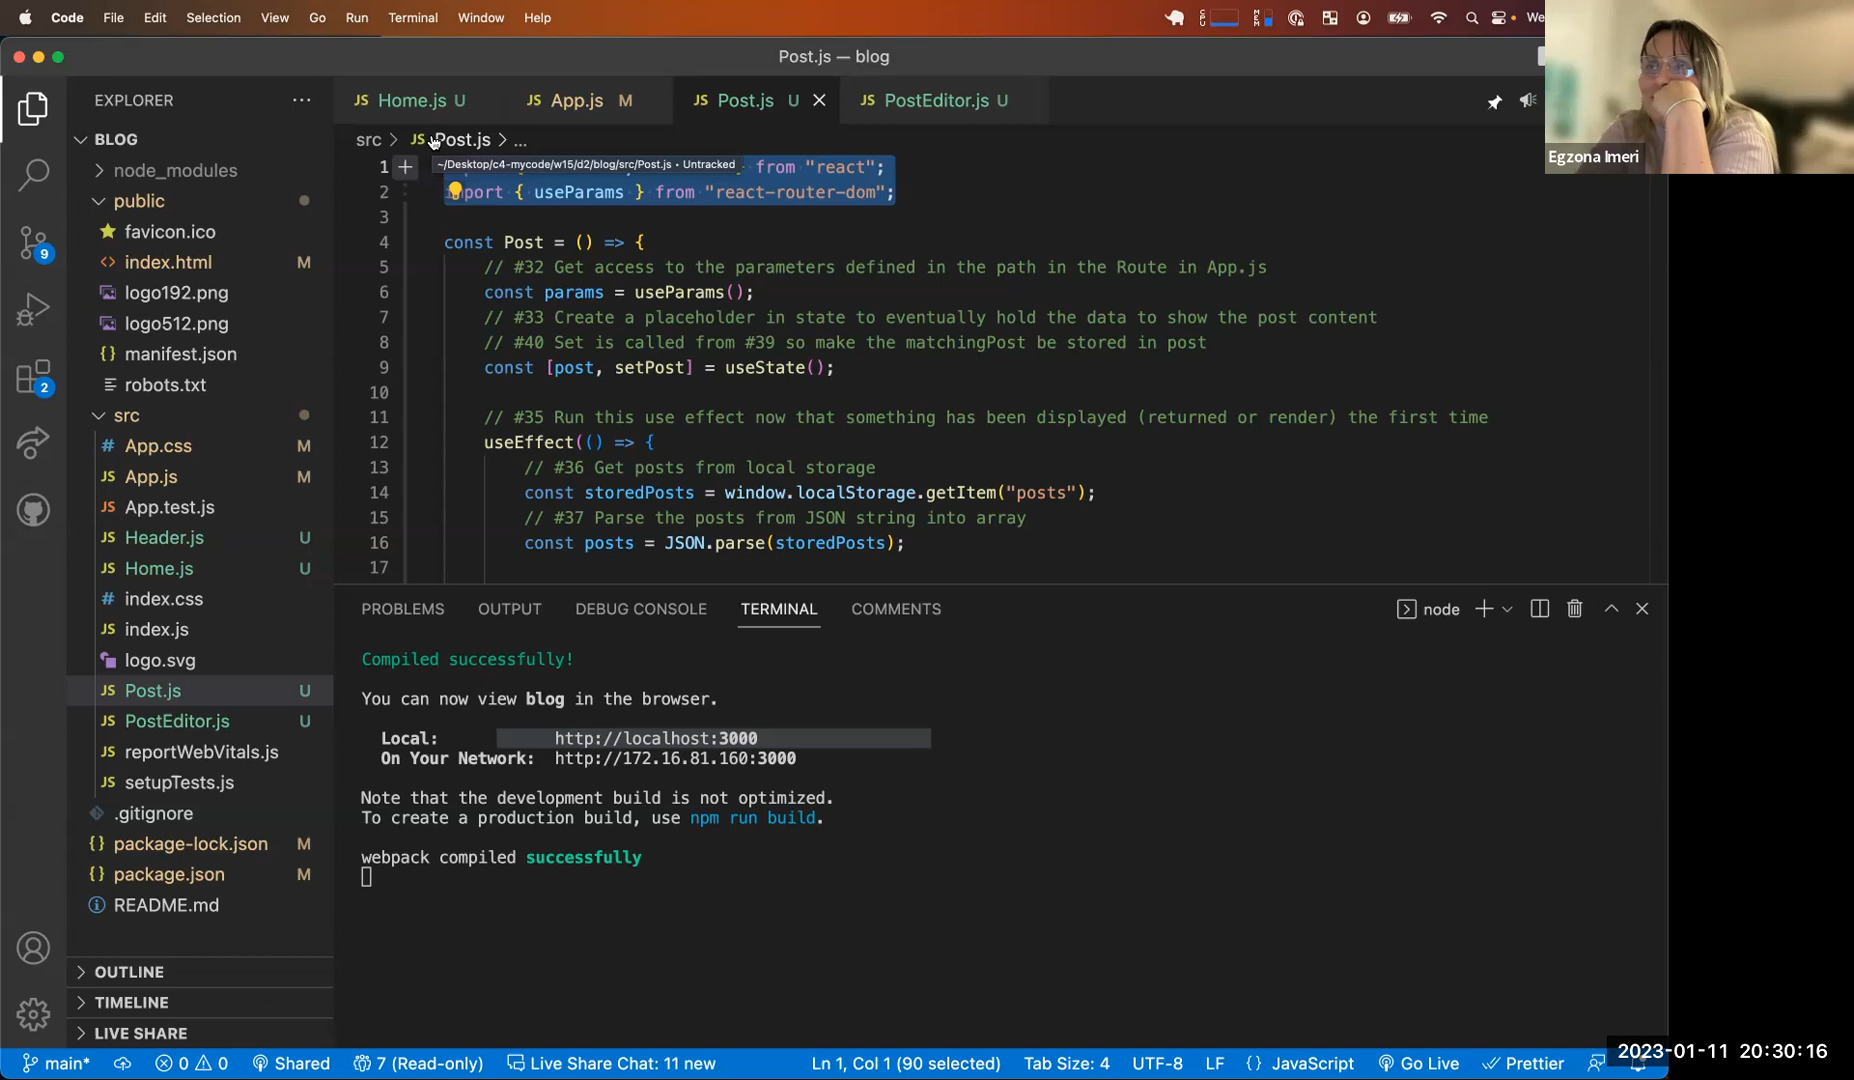 Code File Edit Selection View Go Run Terminal Window Help
CPU
MEM
We
Post.js — blog
Egzona Imeri
EXPLORER
Home.js U
App.js M
Post.js U
PostEditor.js U
BLOG
src > JS Post.js > ...
~/Desktop/c4-mycode/w15/d2/blog/src/Post.js • Untracked
node_modules
public
favicon.ico
index.html M
logo192.png
logo512.png
manifest.json
robots.txt
src
App.css M
App.js M
App.test.js
Header.js U
Home.js U
index.css
index.js
logo.svg
Post.js U
PostEditor.js U
reportWebVitals.js
setupTests.js
.gitignore
package-lock.json M
package.json M
README.md
OUTLINE
TIMELINE
LIVE SHARE
9
2
1 } from "react";
2 import { useParams } from "react-router-dom";
3
4 const Post = () => {
5 // #32 Get access to the parameters defined in the path in the Route in App.js
6 const params = useParams();
7 // #33 Create a placeholder in state to eventually hold the data to show the post content
8 // #40 Set is called from #39 so make the matchingPost be stored in post
9 const [post, setPost] = useState();
10
11 // #35 Run this use effect now that something has been displayed (returned or render) the first time
12 useEffect(() => {
13 // #36 Get posts from local storage
14 const storedPosts = window.localStorage.getItem("posts");
15 // #37 Parse the posts from JSON string into array
16 const posts = JSON.parse(storedPosts);
17
PROBLEMS OUTPUT DEBUG CONSOLE TERMINAL COMMENTS
node
Compiled successfully!
You can now view blog in the browser.
Local: http://localhost:3000
On Your Network: http://172.16.81.160:3000
Note that the development build is not optimized.
To create a production build, use npm run build.
webpack compiled successfully
main* 0 0 Shared 7 (Read-only) Live Share Chat: 11 new Ln 1, Col 1 (90 selected) Tab Size: 4 UTF-8 LF {} JavaScript Go Live Prettier
2023-01-11 20:30:16